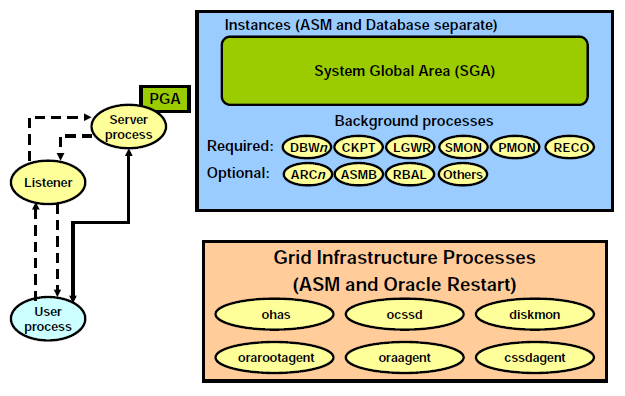 Instances (ASM and Database separate)
System Global Area (SGA)
PGA
Server
process
Background processes
Required: DBWn CKPT LGWR SMON PMON RECO
Optional: ARCn ASMB RBAL Others
Listener
Grid Infrastructure Processes
(ASM and Oracle Restart)
User
process
ohas ocssd diskmon
orarootagent oraagent cssdagent